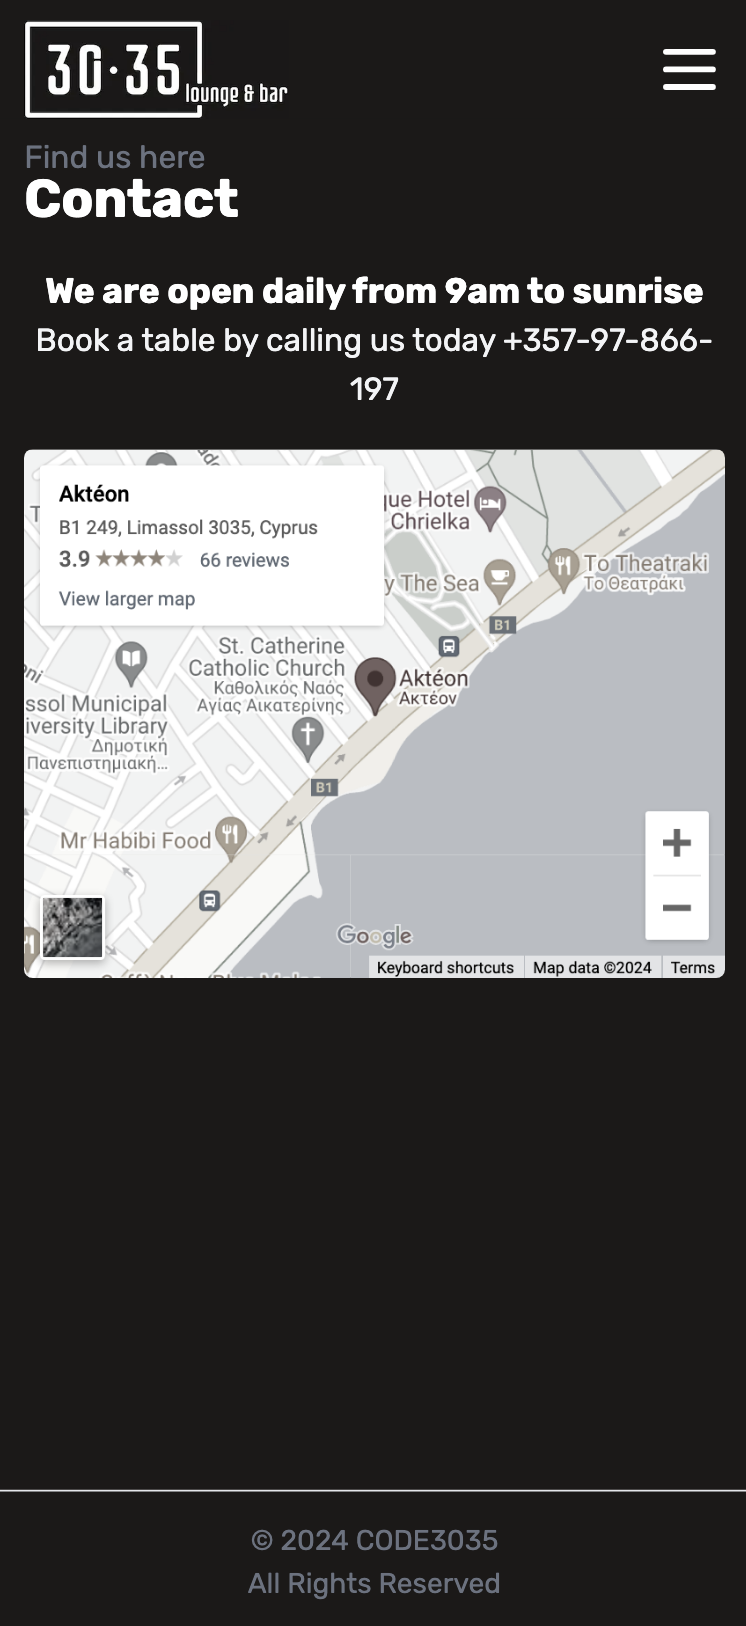 30·35
lounge & bar
Find us here
Contact
We are open daily from 9am to sunrise
Book a table by calling us today +357-97-866-
197
Aktéon
B1 249, Limassol 3035, Cyprus
3.9 ★★★★★ 66 reviews
View larger map
que Hotel
Chrielka
y The Sea
To Theatraki
Το Θεατράκι
B1
St. Catherine
Catholic Church
Καθολικός Ναός
Αγίας Αικατερίνης
Aktéon
Ακτέον
ssol Municipal
iversity Library
Δημοτική
Πανεπιστημιακή...
B1
Mr Habibi Food
Google
Keyboard shortcuts
Map data ©2024
Terms
© 2024 CODE3035
All Rights Reserved